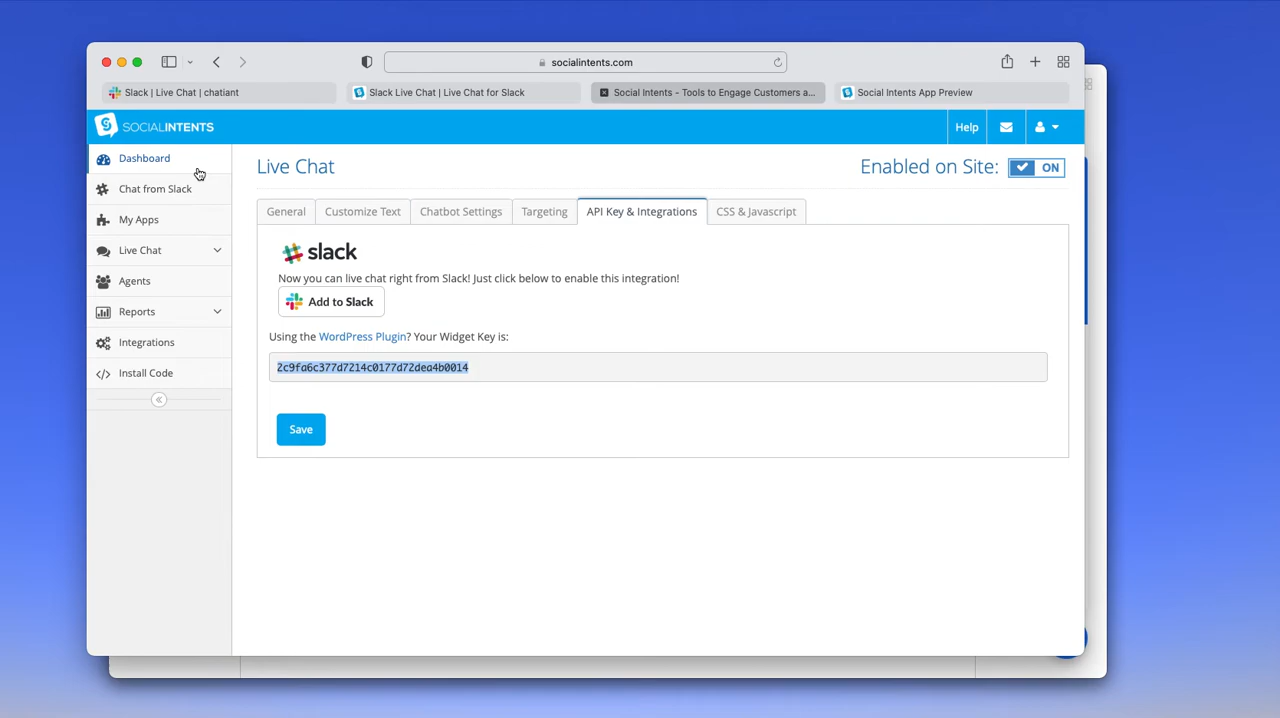 socialintents.com
Slack | Live Chat | chatiant
Slack Live Chat | Live Chat for Slack
Social Intents - Tools to Engage Customers a...
Social Intents App Preview
SOCIALINTENTS
Help
Dashboard
Chat from Slack
My Apps
Live Chat
Agents
Reports
Integrations
Install Code
Live Chat
Enabled on Site:
ON
General
Customize Text
Chatbot Settings
Targeting
API Key & Integrations
CSS & Javascript
slack
Now you can live chat right from Slack! Just click below to enable this integration!
Add to Slack
Using the WordPress Plugin? Your Widget Key is:
2c9fa6c377d7214c0177d72dea4b0014
Save